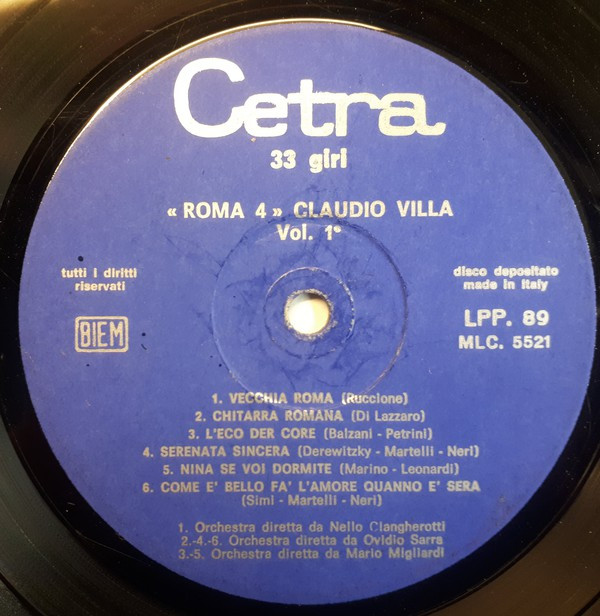 Cetra
33 giri
« ROMA 4 » CLAUDIO VILLA
Vol. 1°
tutti i diritti
riservati
BIEM
disco depositato
made in Italy
LPP. 89
MLC. 5521
1. VECCHIA ROMA (Ruccione)
2. CHITARRA ROMANA (Di Lazzaro)
3. L'ECO DER CORE (Balzani - Petrini)
4. SERENATA SINCERA (Derewitzky - Martelli - Neri)
5. NINA SE VOI DORMITE (Marino - Leonardi)
6. COME E' BELLO FA' L'AMORE QUANNO E' SERA
(Simi - Martelli - Neri)
1. Orchestra diretta da Nello Ciangherotti
2.-4.-6. Orchestra diretta da Ovidio Sarra
3.-5. Orchestra diretta da Mario Migliardi